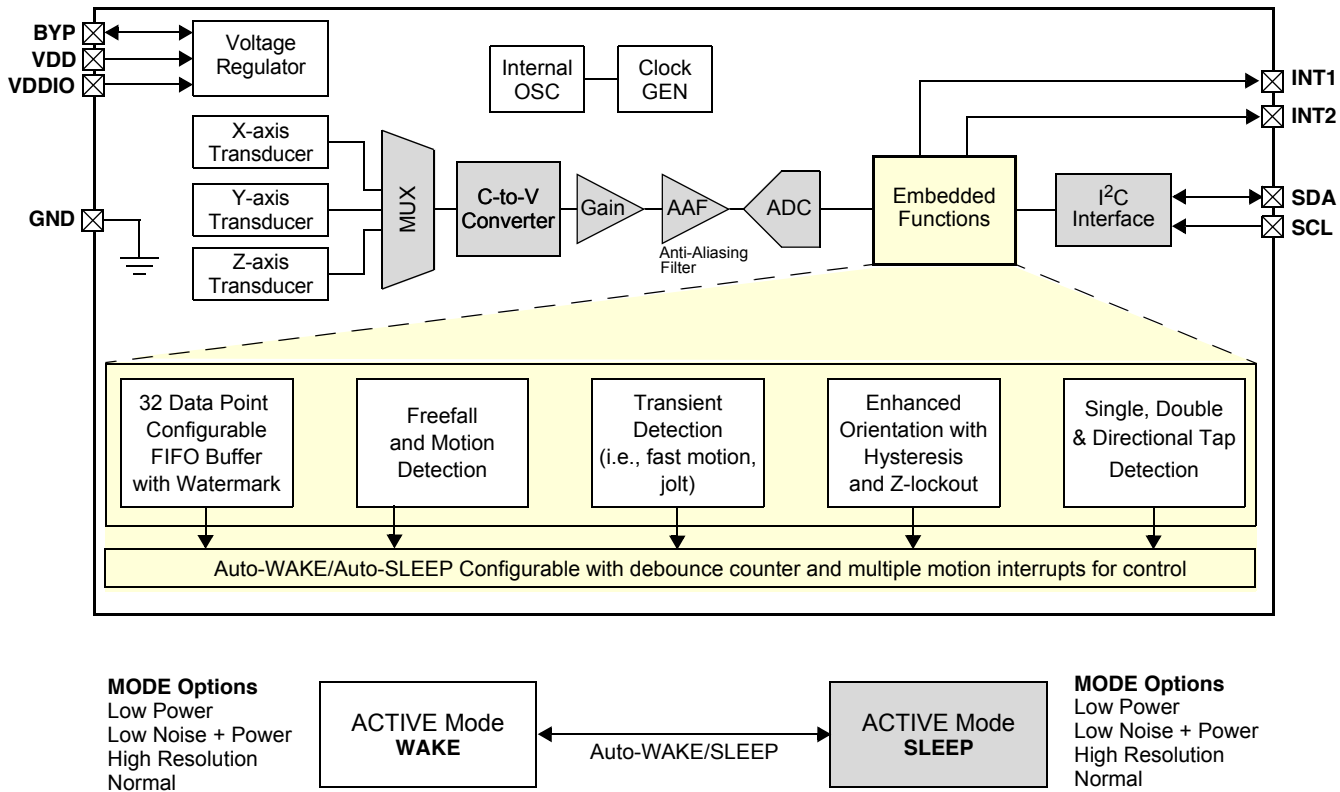 BYP
VDD
VDDIO
GND
Voltage
Regulator
Internal
OSC
Clock
GEN
X-axis
Transducer
Y-axis
Transducer
Z-axis
Transducer
MUX
C-to-V
Converter
Gain
AAF
Anti-Aliasing
Filter
ADC
Embedded
Functions
I²C
Interface
INT1
INT2
SDA
SCL
32 Data Point
Configurable
FIFO Buffer
with Watermark
Freefall
and Motion
Detection
Transient
Detection
(i.e., fast motion,
jolt)
Enhanced
Orientation with
Hysteresis
and Z-lockout
Single, Double
& Directional Tap
Detection
Auto-WAKE/Auto-SLEEP Configurable with debounce counter and multiple motion interrupts for control
MODE Options
Low Power
Low Noise + Power
High Resolution
Normal
ACTIVE Mode
WAKE
Auto-WAKE/SLEEP
ACTIVE Mode
SLEEP
MODE Options
Low Power
Low Noise + Power
High Resolution
Normal